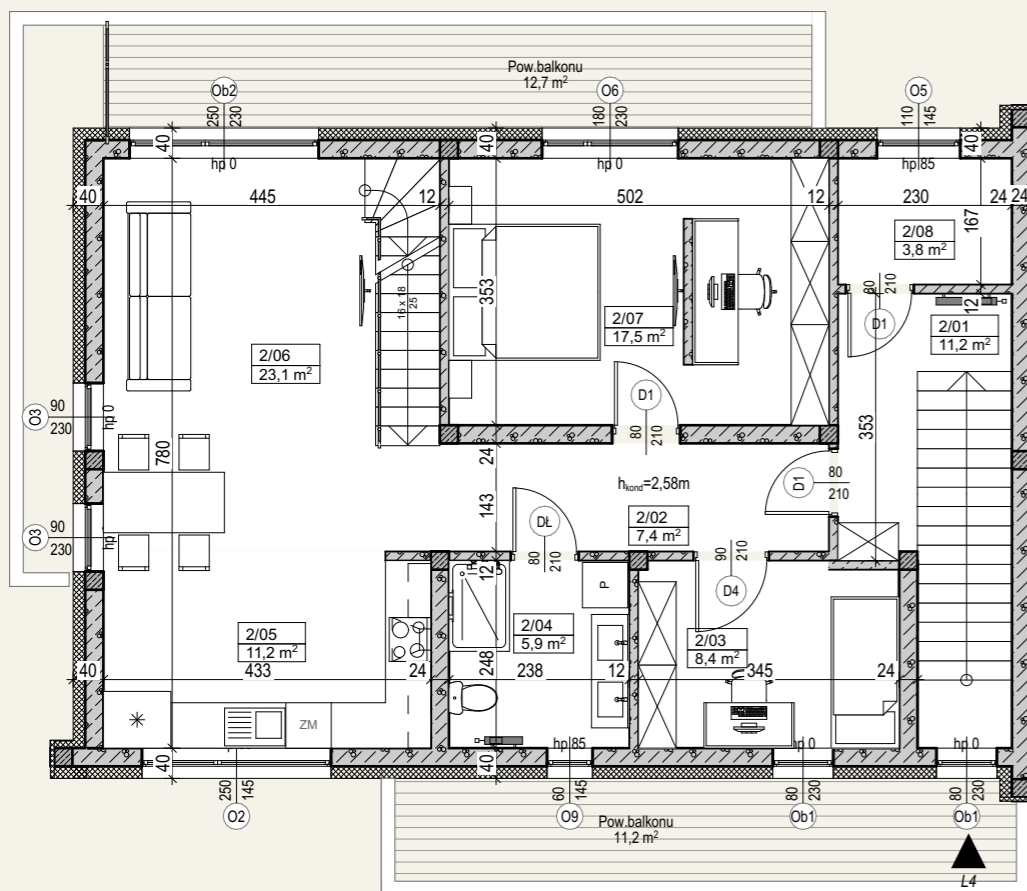 Pow.balkonu
12,7 m²
Ob2
250
230
O6
180
230
O5
110
145
40
hp 0
40
hp 0
hp 85
40
40
445
12
502
12
230
24
24
167
2/08
3,8 m²
80
210
D1
12
2/01
11,2 m²
353
16 x 18
25
2/07
17,5 m²
2/06
23,1 m²
D1
80
210
O3
90
230
hp 0
780
24
353
hkond=2,58m
D1
80
210
143
DŁ
80
210
2/02
7,4 m²
90
210
D4
O3
90
230
hp
12
P
2/04
5,9 m²
2/03
8,4 m²
2/05
11,2 m²
248
40
433
24
238
12
345
24
ZM
hp 85
hp 0
hp 0
40
40
250
145
O2
60
145
O9
80
230
Ob1
80
230
Ob1
Pow.balkonu
11,2 m²
L4